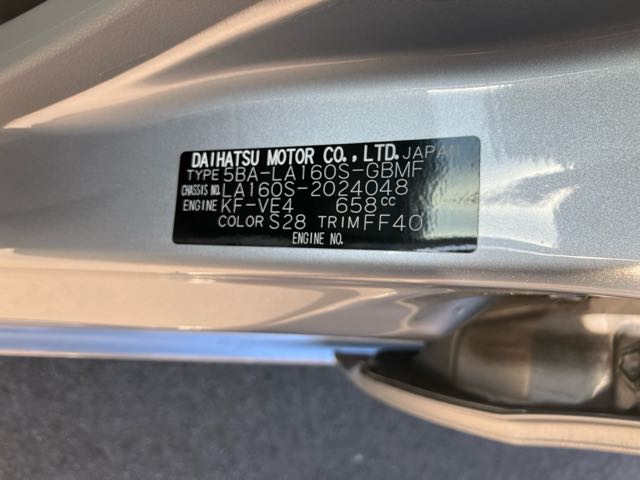 DAIHATSU MOTOR CO., LTD. JAPAN
TYPE 5BA-LA160S-GBMF
CHASSIS NO. LA160S-2024048
ENGINE KF-VE4 658cc
COLOR S28 TRIM FF40
ENGINE NO.